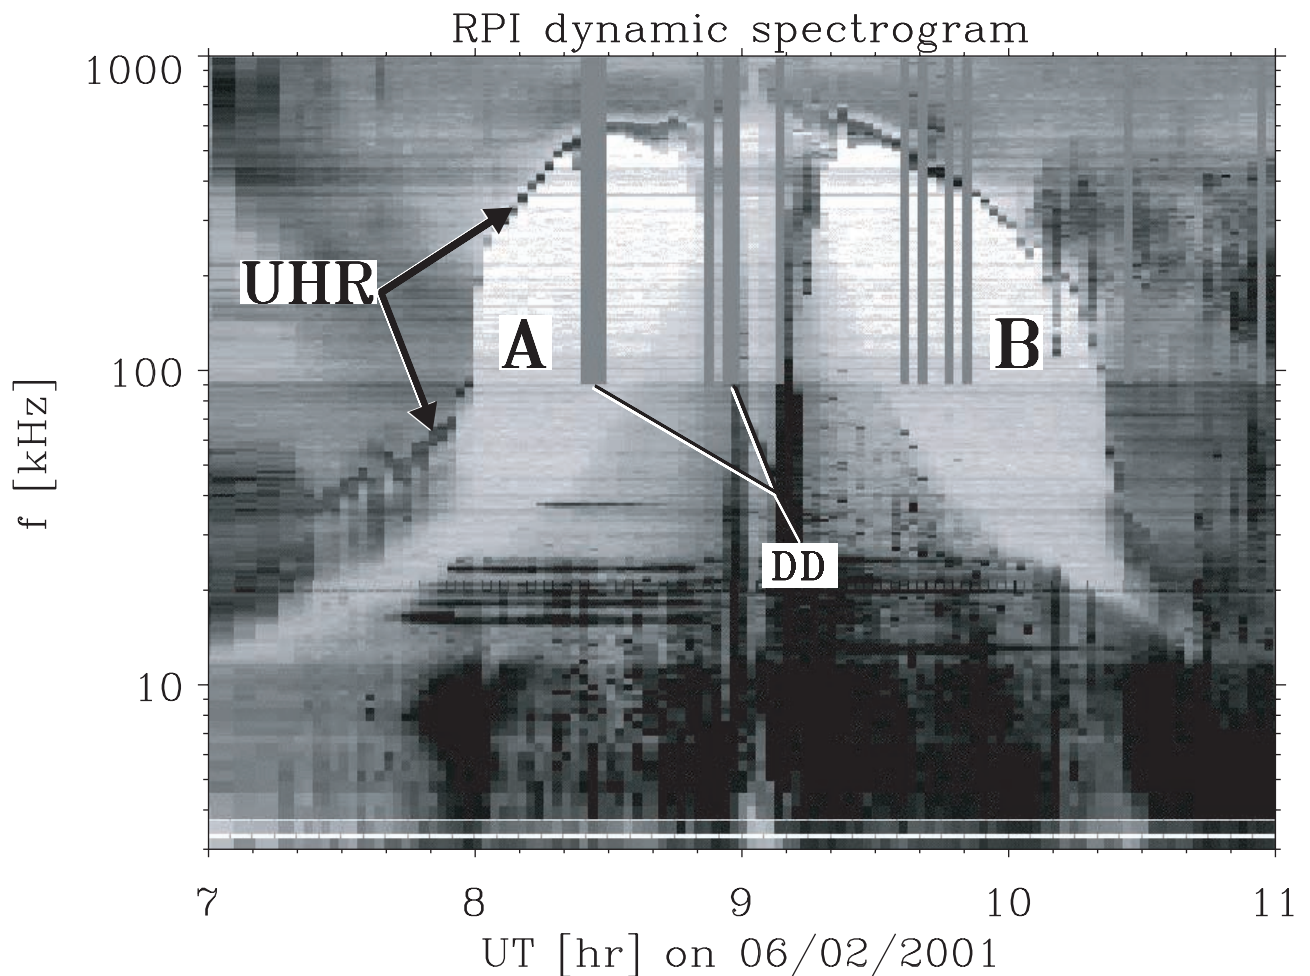 RPI dynamic spectrogram
1000
UHR
A
B
100
f [kHz]
DD
10
7 8 9 10 11
UT [hr] on 06/02/2001